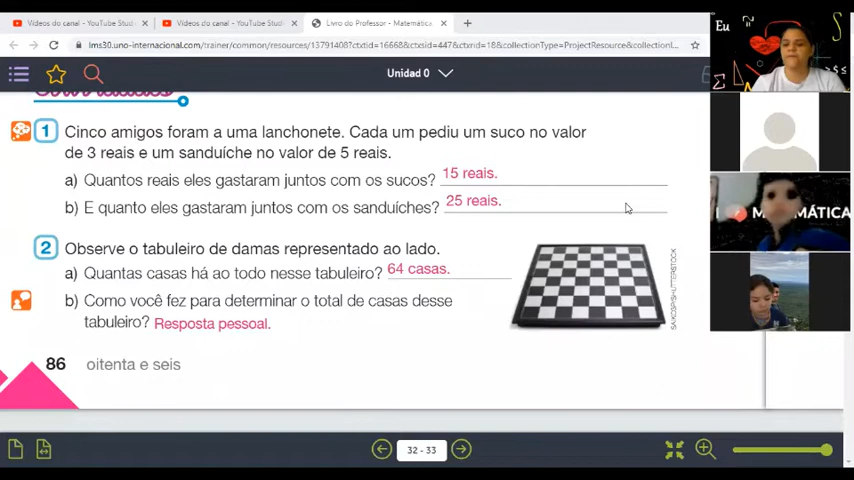 Vídeos do canal - YouTube Stud
Vídeos do canal - YouTube Stud
Livro do Professor - Matemátic
lms30.uno-internacional.com/trainer/common/resources/13791408?ctxtid=16668&ctxsid=447&ctxrid=18&collectionType=ProjectResource&collectionI...
Unidad 0
Eu
1 Cinco amigos foram a uma lanchonete. Cada um pediu um suco no valor
de 3 reais e um sanduíche no valor de 5 reais.
a) Quantos reais eles gastaram juntos com os sucos? 15 reais.
b) E quanto eles gastaram juntos com os sanduíches? 25 reais.
MATEMÁTICA
2 Observe o tabuleiro de damas representado ao lado.
a) Quantas casas há ao todo nesse tabuleiro? 64 casas.
b) Como você fez para determinar o total de casas desse
tabuleiro? Resposta pessoal.
86 oitenta e seis
32 - 33